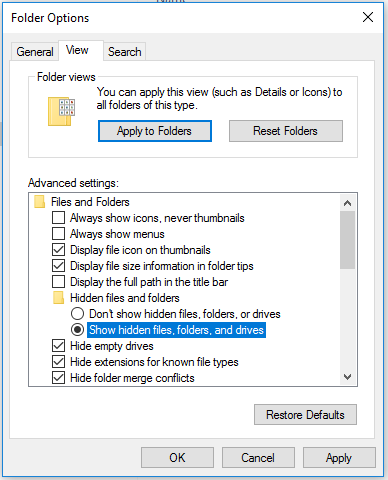 Folder Options
General
View
Search
Folder views
You can apply this view (such as Details or Icons) to
all folders of this type.
Apply to Folders
Reset Folders
Advanced settings:
Files and Folders
Always show icons, never thumbnails
Always show menus
Display file icon on thumbnails
Display file size information in folder tips
Display the full path in the title bar
Hidden files and folders
Don't show hidden files, folders, or drives
Show hidden files, folders, and drives
Hide empty drives
Hide extensions for known file types
Hide folder merge conflicts
Restore Defaults
OK
Cancel
Apply